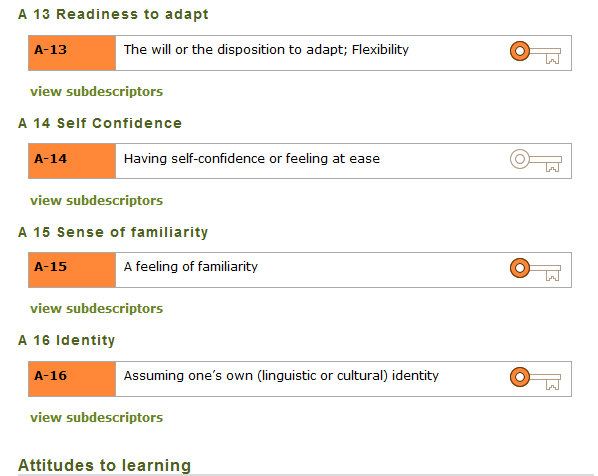 A 13 Readiness to adapt
A-13 The will or the disposition to adapt; Flexibility
view subdescriptors
A 14 Self Confidence
A-14 Having self-confidence or feeling at ease
view subdescriptors
A 15 Sense of familiarity
A-15 A feeling of familiarity
view subdescriptors
A 16 Identity
A-16 Assuming one’s own (linguistic or cultural) identity
view subdescriptors
Attitudes to learning